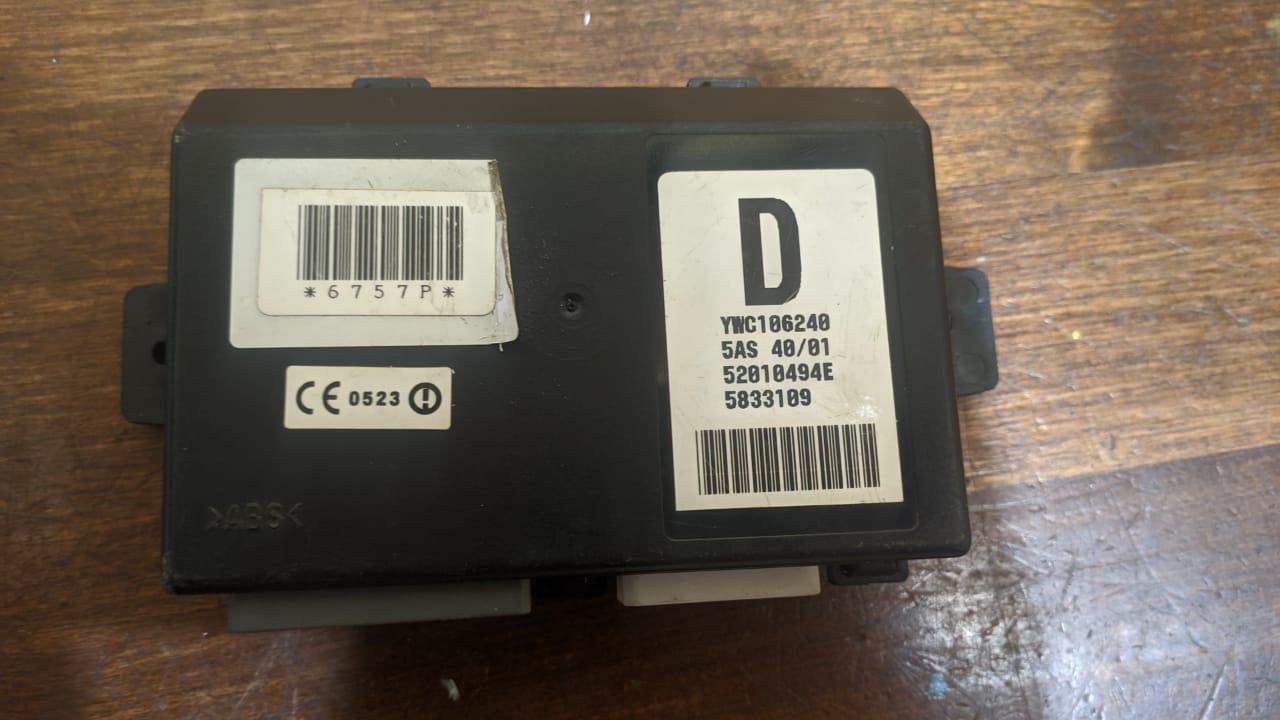 *6757P*
CE 0523
>ABS<
D
YWC106240
5AS 40/01
52010494E
5833109